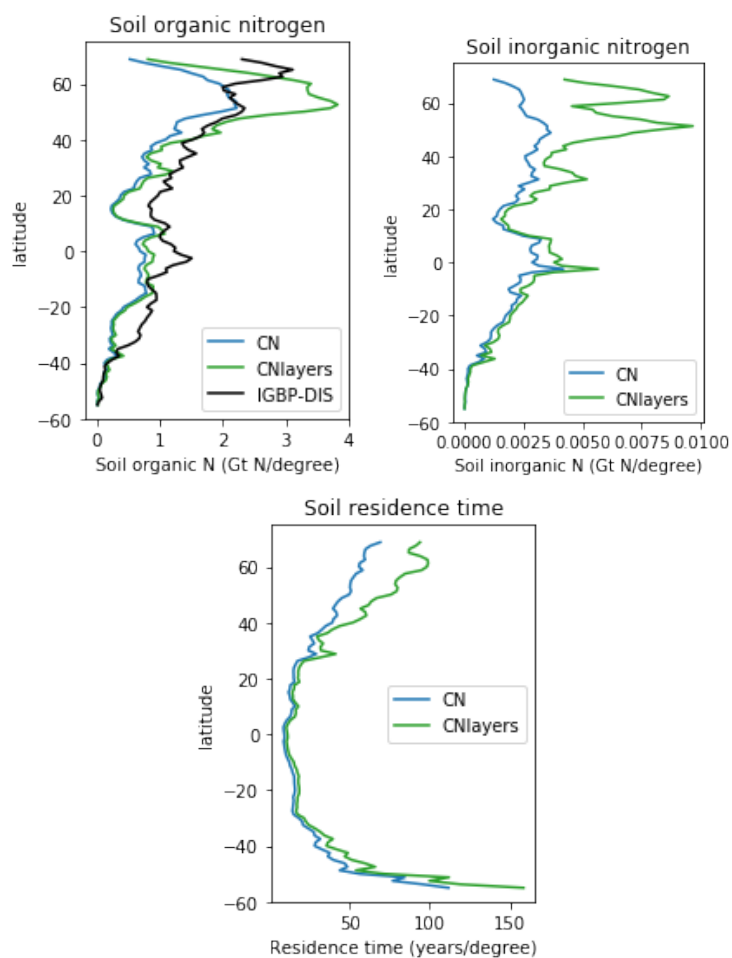 Soil organic nitrogen
60
40
20
0
−20
−40
−60
latitude
CN
CNlayers
IGBP-DIS
0 1 2 3 4
Soil organic N (Gt N/degree)
Soil inorganic nitrogen
60
40
20
0
−20
−40
−60
latitude
CN
CNlayers
0.0000 0.0025 0.0050 0.0075 0.0100
Soil inorganic N (Gt N/degree)
Soil residence time
60
40
20
0
−20
−40
−60
latitude
CN
CNlayers
50 100 150
Residence time (years/degree)